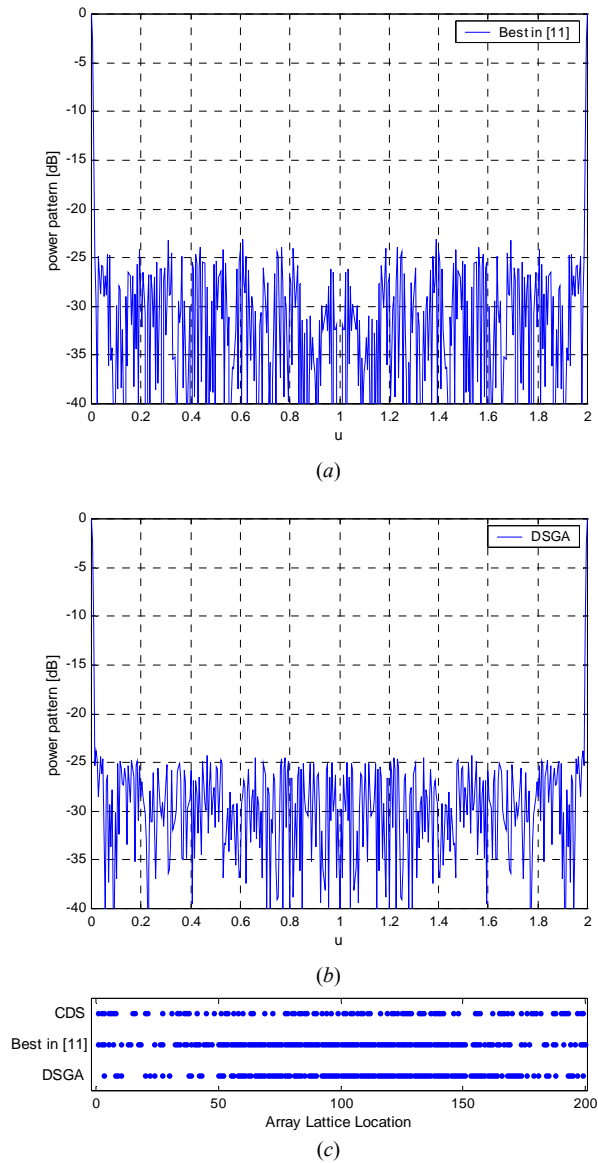 0
Best in [11]
-5
-10
-15
-20
-25
-30
-35
-40
power pattern [dB]
0 0.2 0.4 0.6 0.8 1 1.2 1.4 1.6 1.8 2
u
(a)
0
DSGA
-5
-10
-15
-20
-25
-30
-35
-40
power pattern [dB]
0 0.2 0.4 0.6 0.8 1 1.2 1.4 1.6 1.8 2
u
(b)
CDS
Best in [11]
DSGA
0 50 100 150 200
Array Lattice Location
(c)